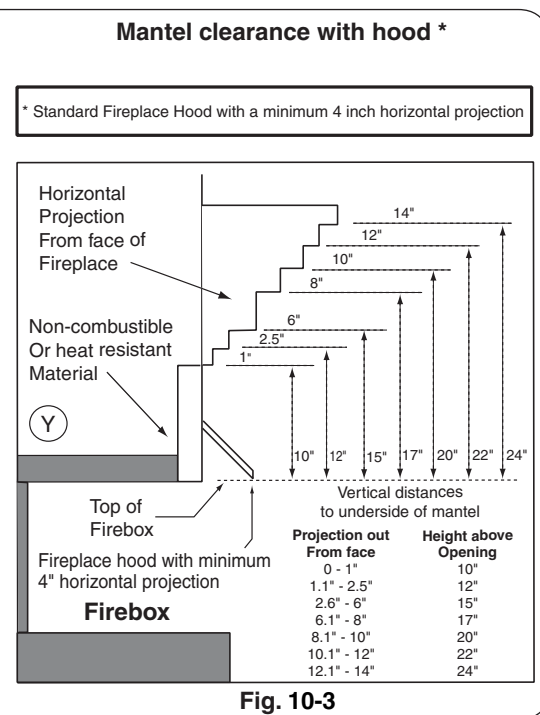 Mantel clearance with hood *
* Standard Fireplace Hood with a minimum 4 inch horizontal projection
Horizontal
Projection
From face of
Fireplace
14"
12"
10"
8"
6"
2.5"
1"
Non-combustible
Or heat resistant
Material
Y
10" 12" 15" 17" 20" 22" 24"
Top of
Firebox
Vertical distances
to underside of mantel
Fireplace hood with minimum
4" horizontal projection
Firebox
Projection out Height above
From face Opening
0 - 1" 10"
1.1" - 2.5" 12"
2.6" - 6" 15"
6.1" - 8" 17"
8.1" - 10" 20"
10.1" - 12" 22"
12.1" - 14" 24"
Fig. 10-3